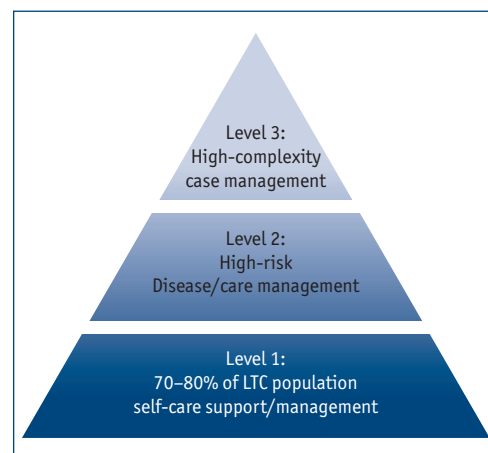 Level 3:
High-complexity
case management
Level 2:
High-risk
Disease/care management
Level 1:
70–80% of LTC population
self-care support/management